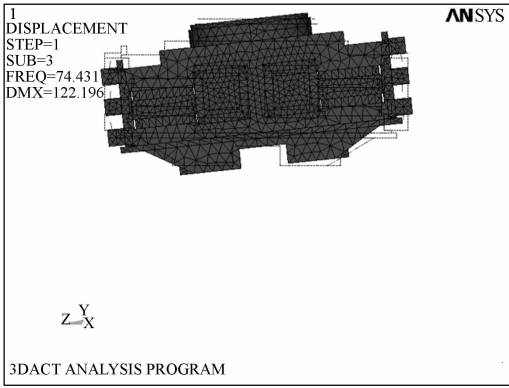 1
ANSYS
DISPLACEMENT
STEP=1
SUB=3
FREQ=74.431
DMX=122.196
Y
Z X
3DACT ANALYSIS PROGRAM